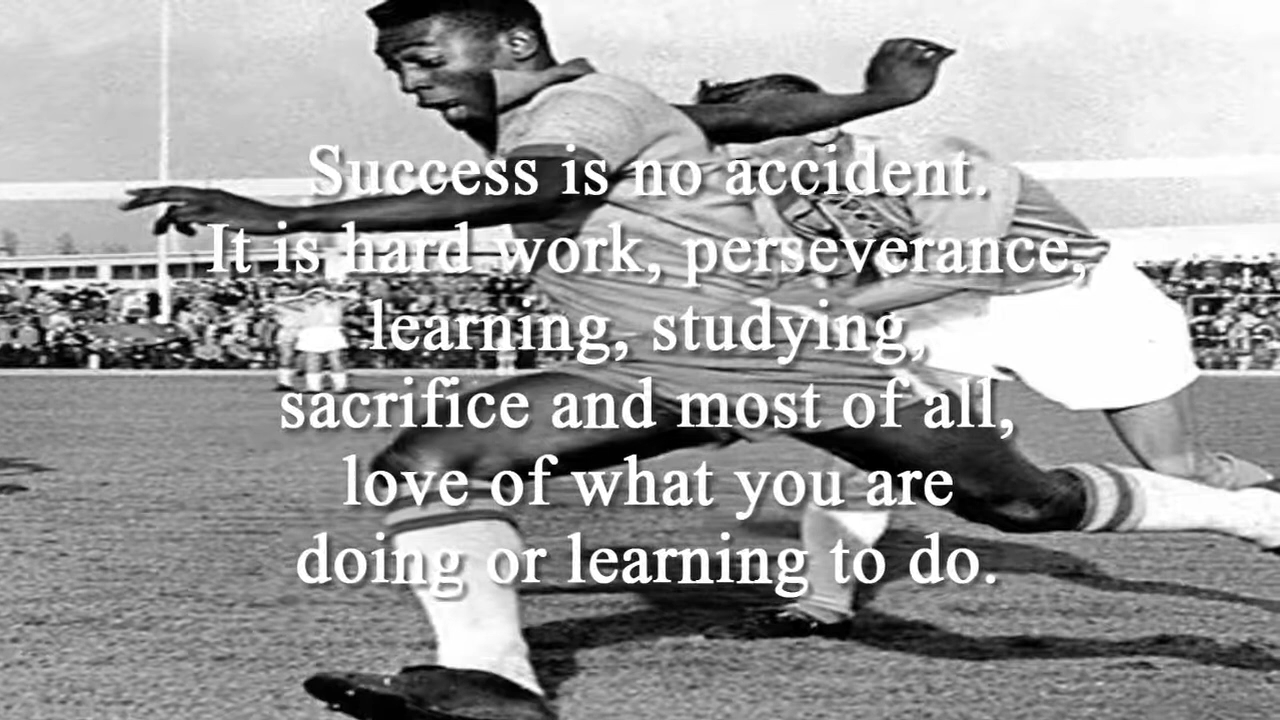 Success is no accident.
It is hard work, perseverance,
learning, studying,
sacrifice and most of all,
love of what you are
doing or learning to do.